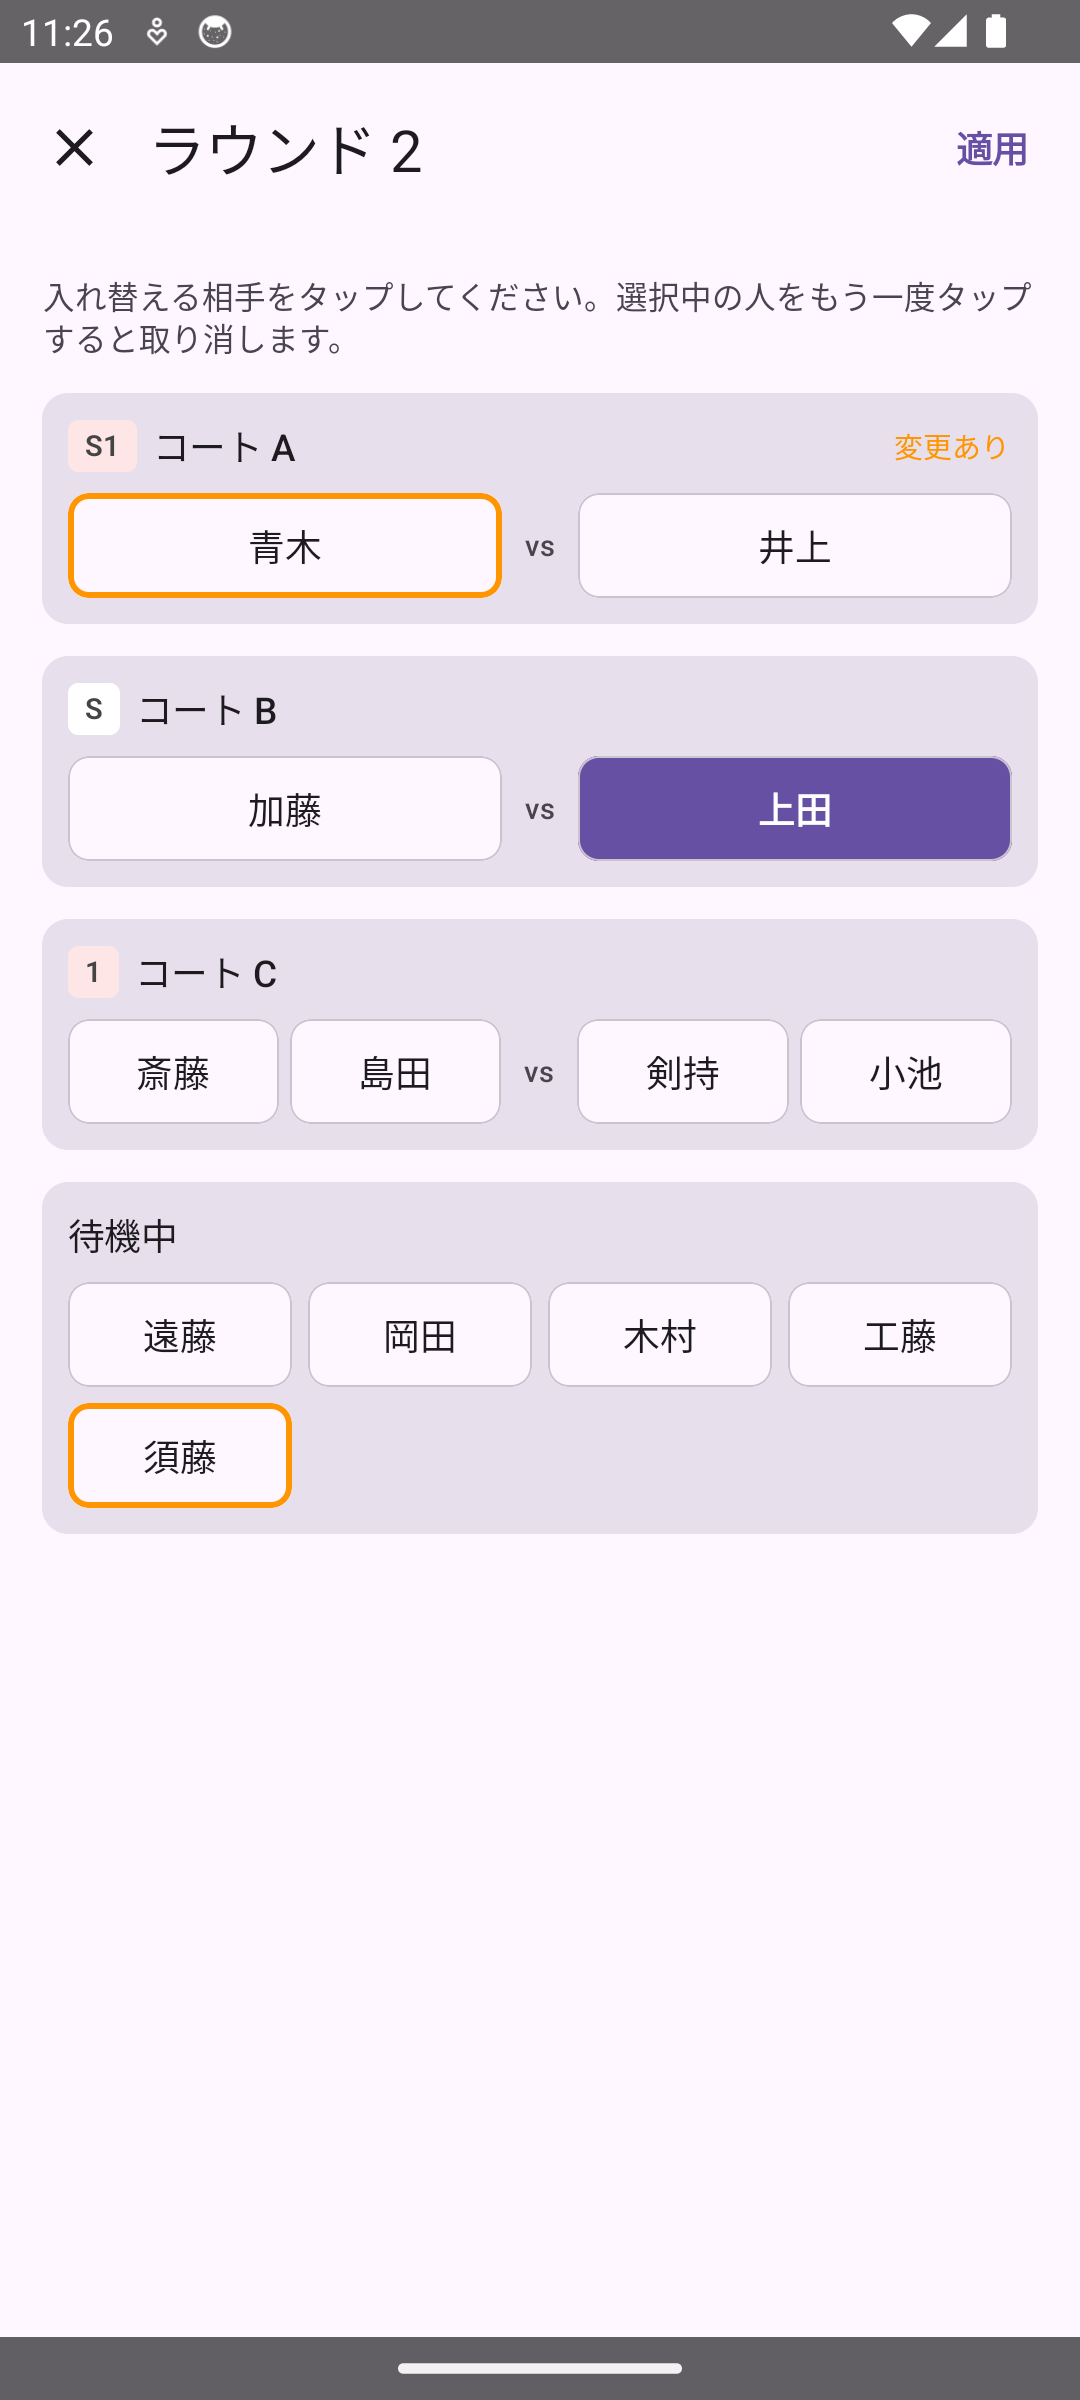 11:26
ラウンド 2
適用
入れ替える相手をタップしてください。選択中の人をもう一度タップ
すると取り消します。
S1 コート A 変更あり
青木 vs 井上
S コート B
加藤 vs 上田
1 コート C
斎藤 島田 vs 剣持 小池
待機中
遠藤 岡田 木村 工藤
須藤